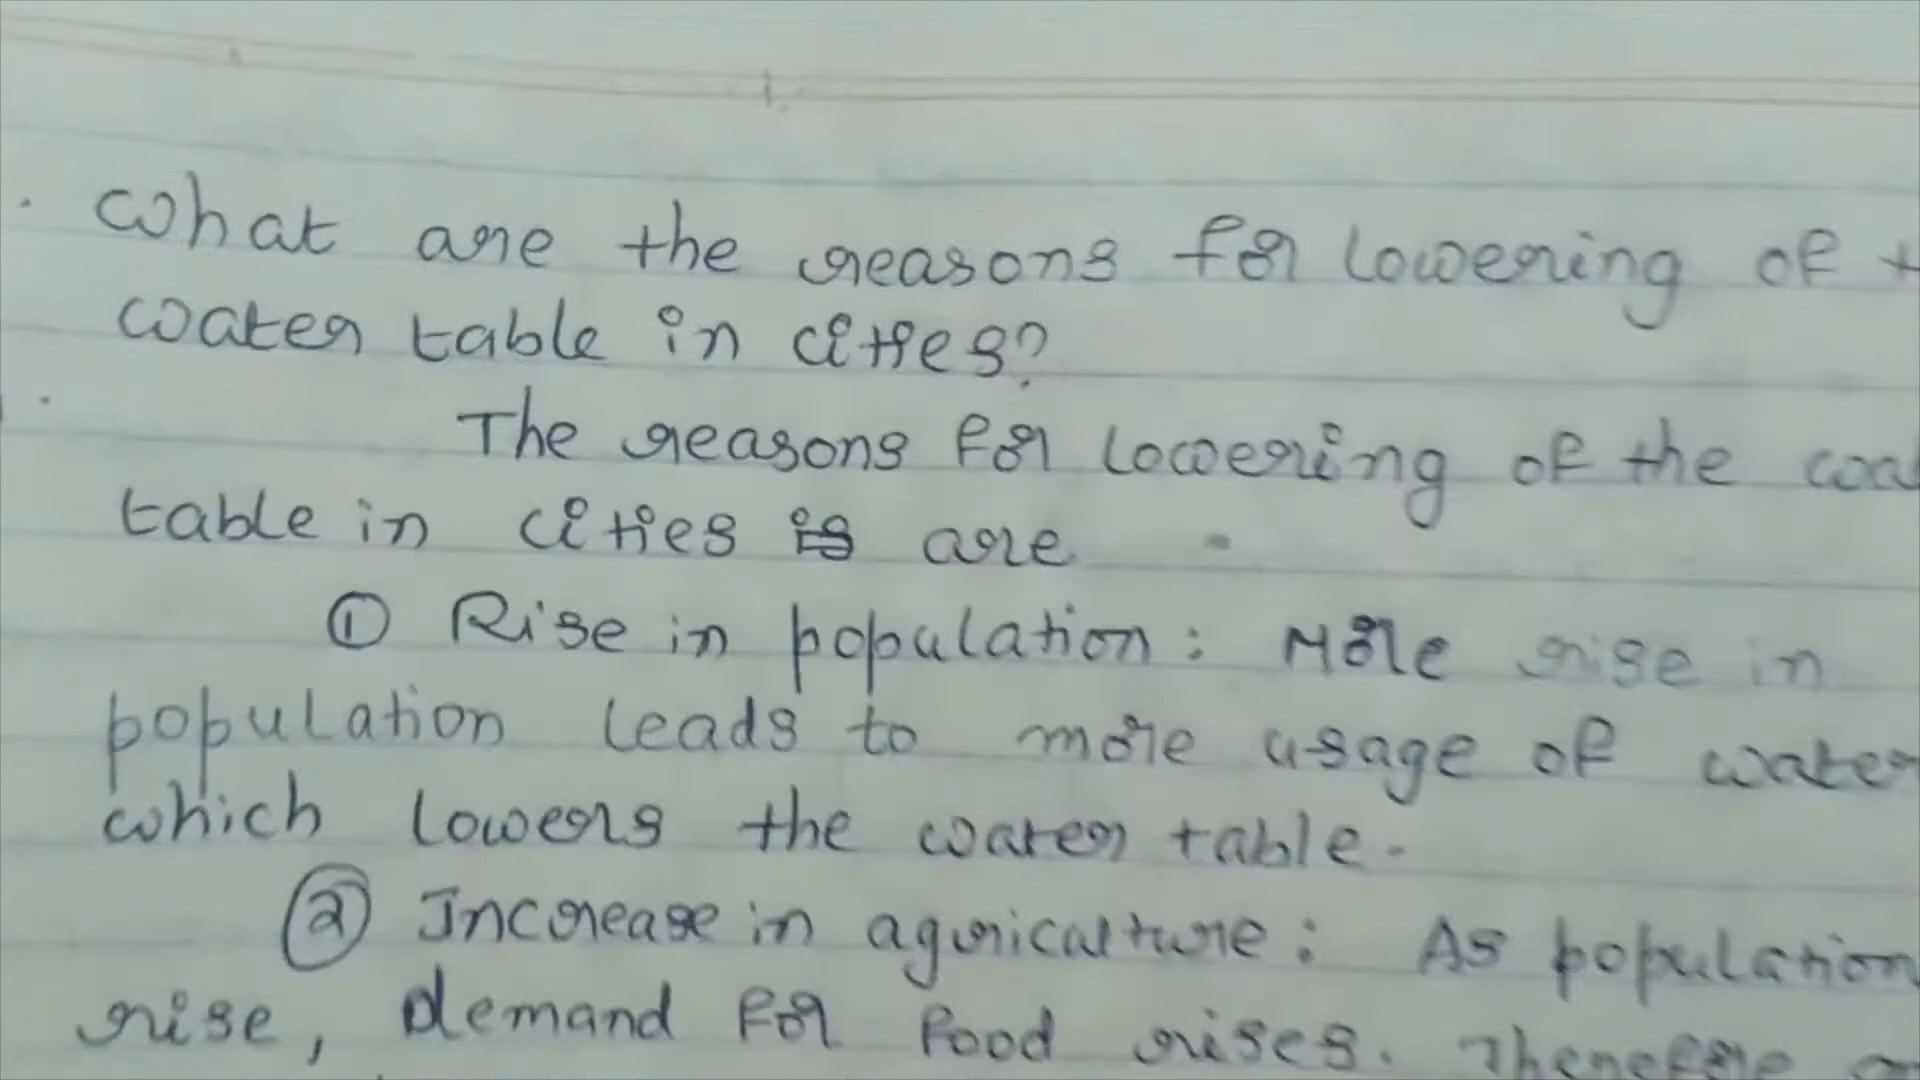 What are the reasons for lowering of
water table in cities?
The reasons for lowering of the
table in cities is are
① Rise in population: More rise in
population leads to more usage of water
which lowers the water table.
② Increase in agriculture: As population
rise, demand for food rises. Therefore